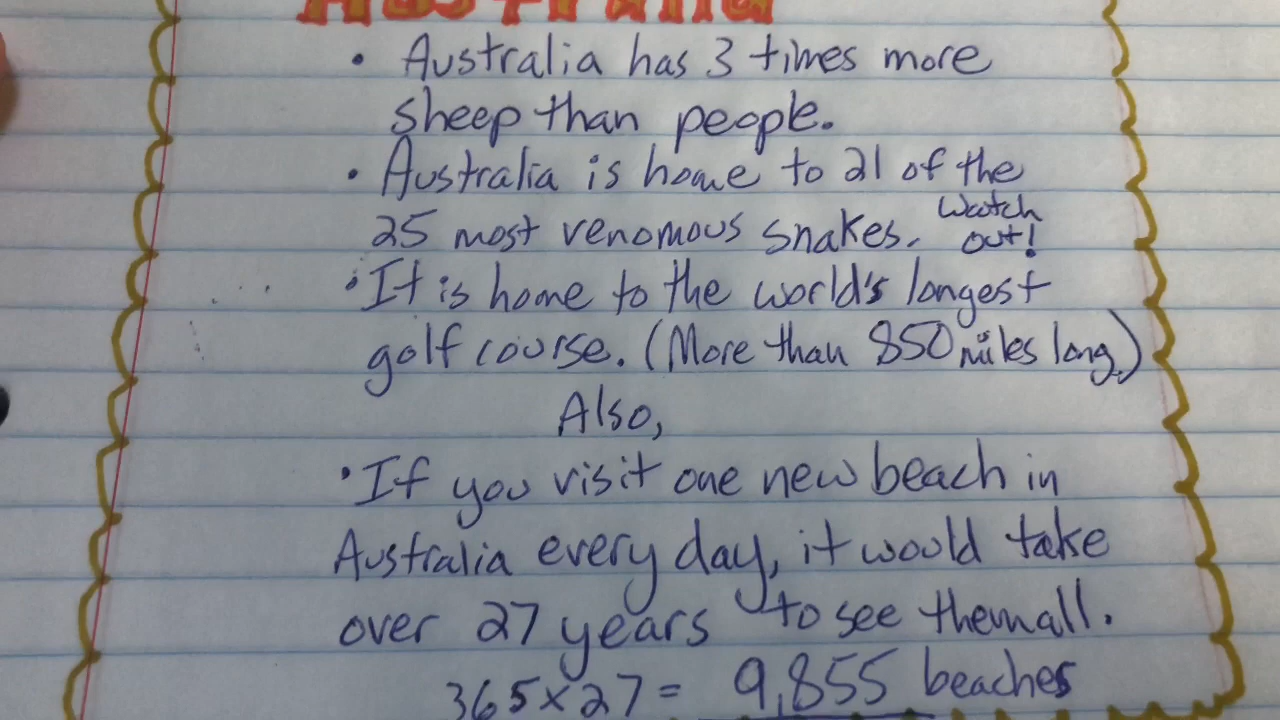 Australia
• Australia has 3 times more
sheep than people.
• Australia is home to 21 of the
25 most venomous snakes. Watch
out!
• It is home to the world's longest
golf course. (More than 850 miles long.)
Also,
• If you visit one new beach in
Australia every day, it would take
over 27 years to see them all.
365x27= 9,855 beaches